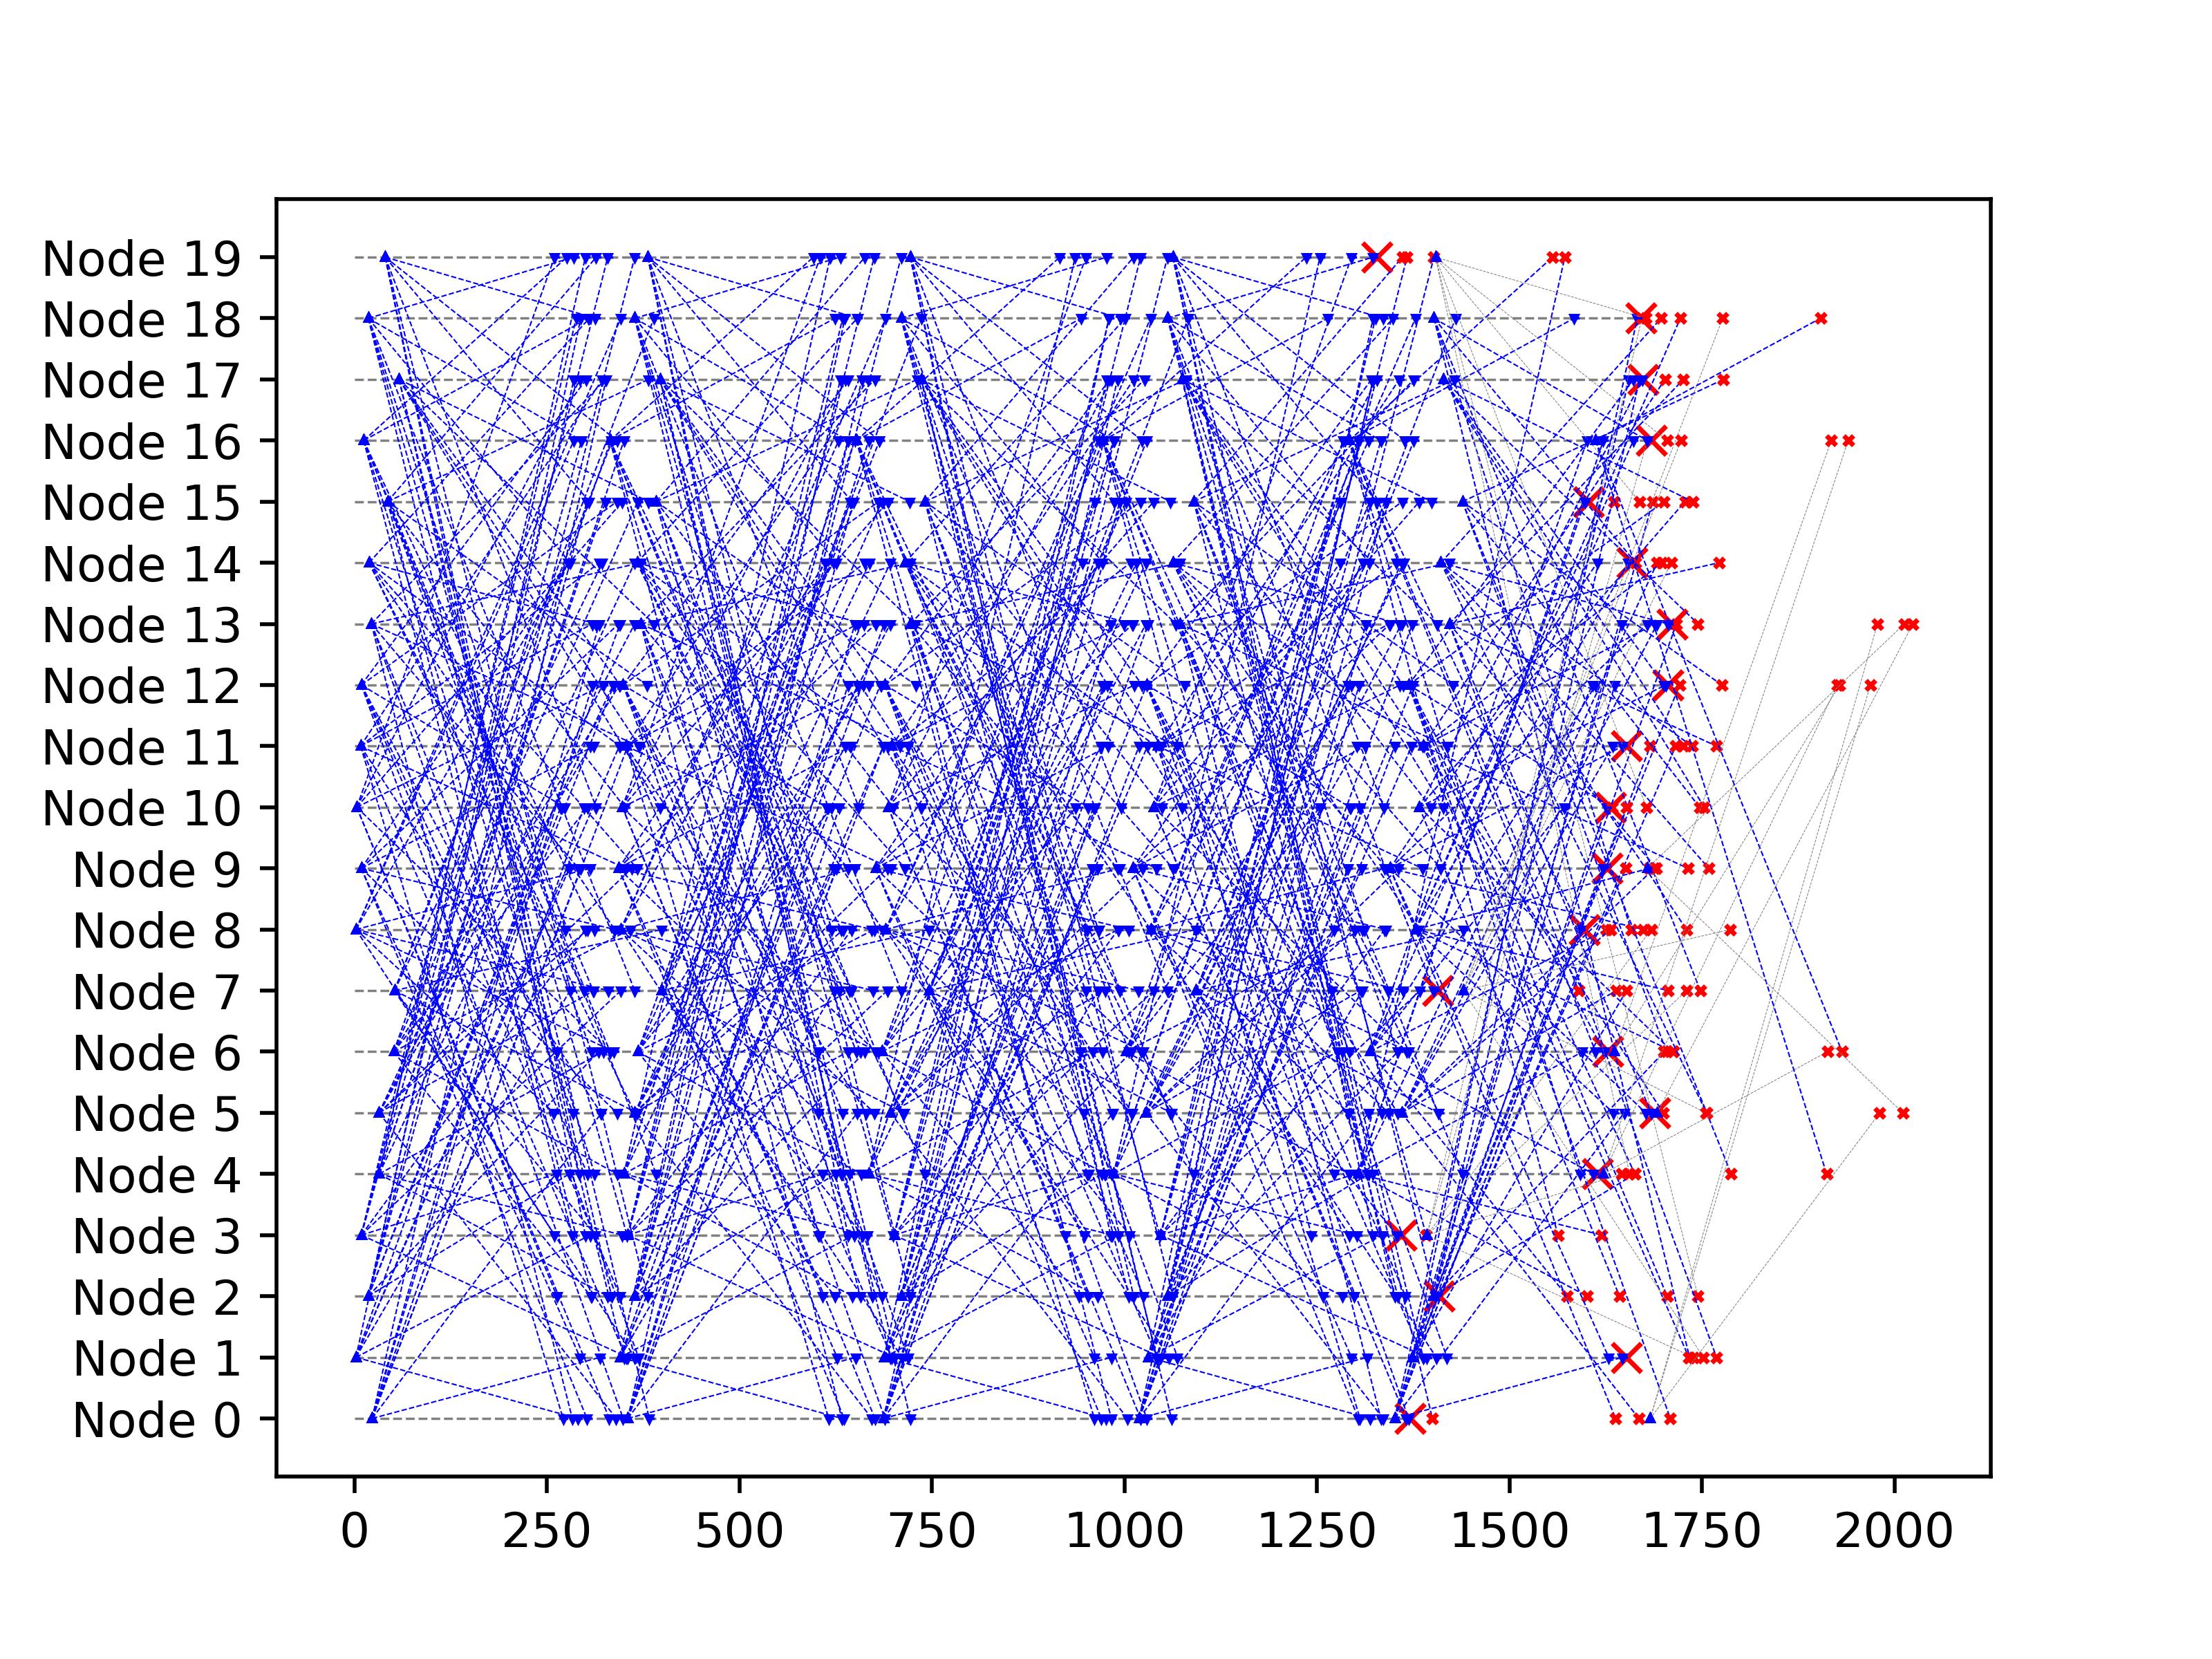 Node 19
Node 18
Node 17
Node 16
Node 15
Node 14
Node 13
Node 12
Node 11
Node 10
Node 9
Node 8
Node 7
Node 6
Node 5
Node 4
Node 3
Node 2
Node 1
Node 0
0 250 500 750 1000 1250 1500 1750 2000